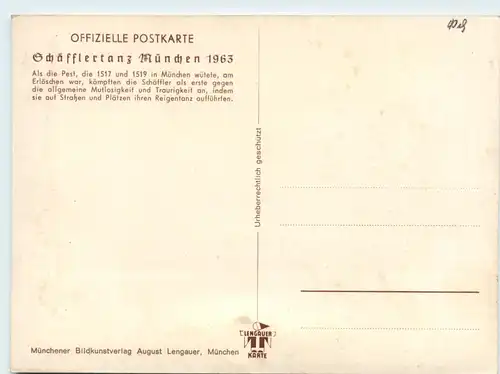 OFFIZIELLE POSTKARTE
Schäfflertanz München 1963
Als die Pest, die 1517 und 1519 in München wütete, am
Erlöschen war, kämpften die Schäffler als erste gegen
die allgemeine Mutlosigkeit und Traurigkeit an, indem
sie auf Straßen und Plätzen ihren Reigentanz aufführten.
Urheberrechtlich geschützt
LENGAUER
KARTE
Münchener Bildkunstverlag August Lengauer, München